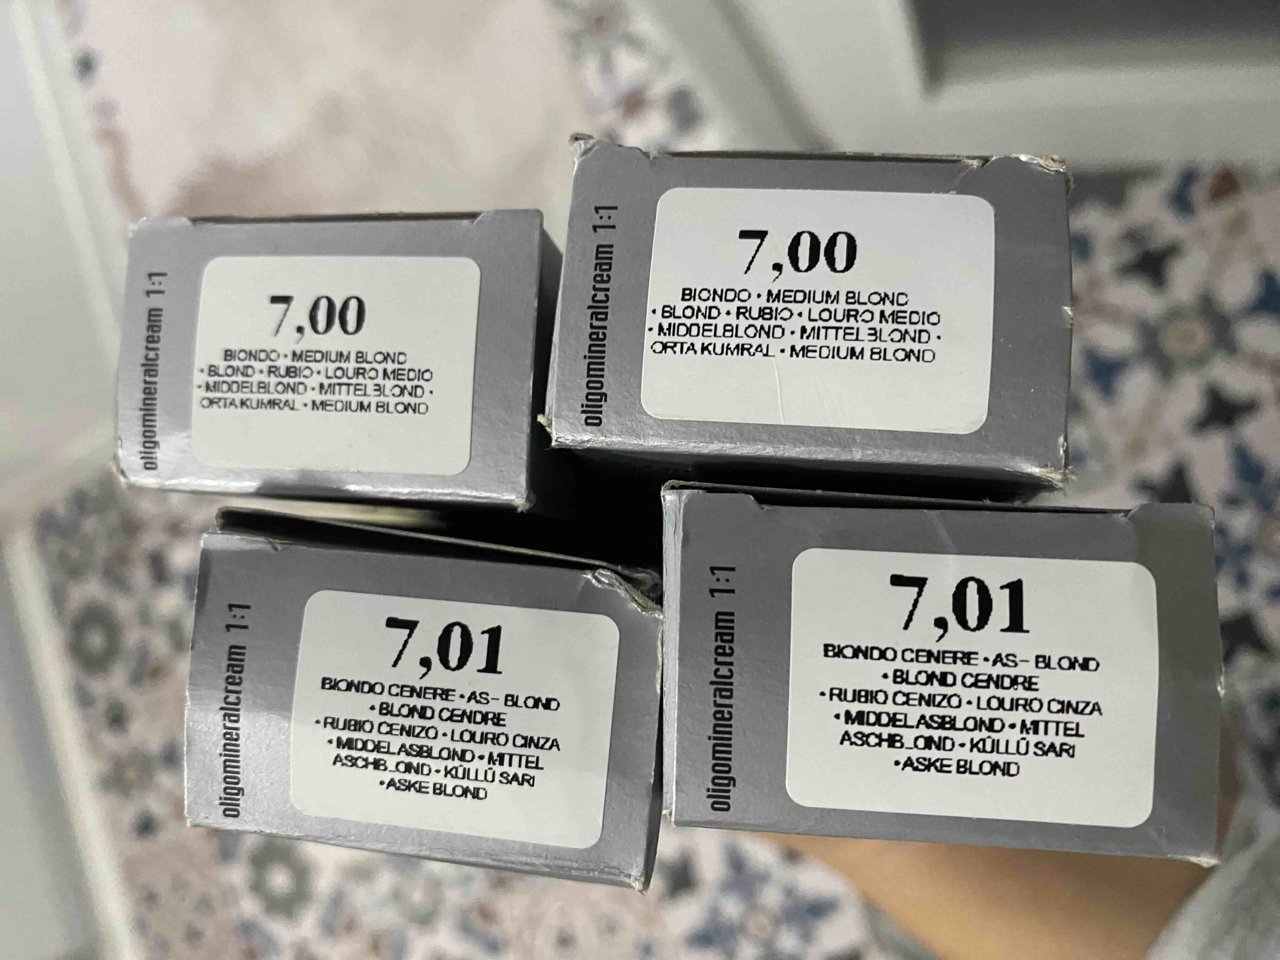 oligomineralcream 1:1
7,00
BIONDO • MEDIUM BLOND
• BLOND • RUBIO • LOURO MEDIO
• MIDDELBLOND • MITTELBLOND •
ORTA KUMRAL • MEDIUM BLOND
oligomineralcream 1:1
7,00
BIONDO • MEDIUM BLOND
• BLOND • RUBIO • LOURO MEDIO
• MIDDELBLOND • MITTELBLOND •
ORTA KUMRAL • MEDIUM BLOND
oligomineralcream 1:1
7,01
BIONDO CENERE • AS- BLOND
• BLOND CENDRE
• RUBIO CENIZO • LOURO CINZA
• MIDDELASBLOND • MITTEL
ASCHBLOND • KÜLLÜ SARI
• ASKE BLOND
oligomineralcream 1:1
7,01
BIONDO CENERE • AS- BLOND
• BLOND CENDRE
• RUBIO CENIZO • LOURO CINZA
• MIDDELASBLOND • MITTEL
ASCHBLOND • KÜLLÜ SARI
• ASKE BLOND